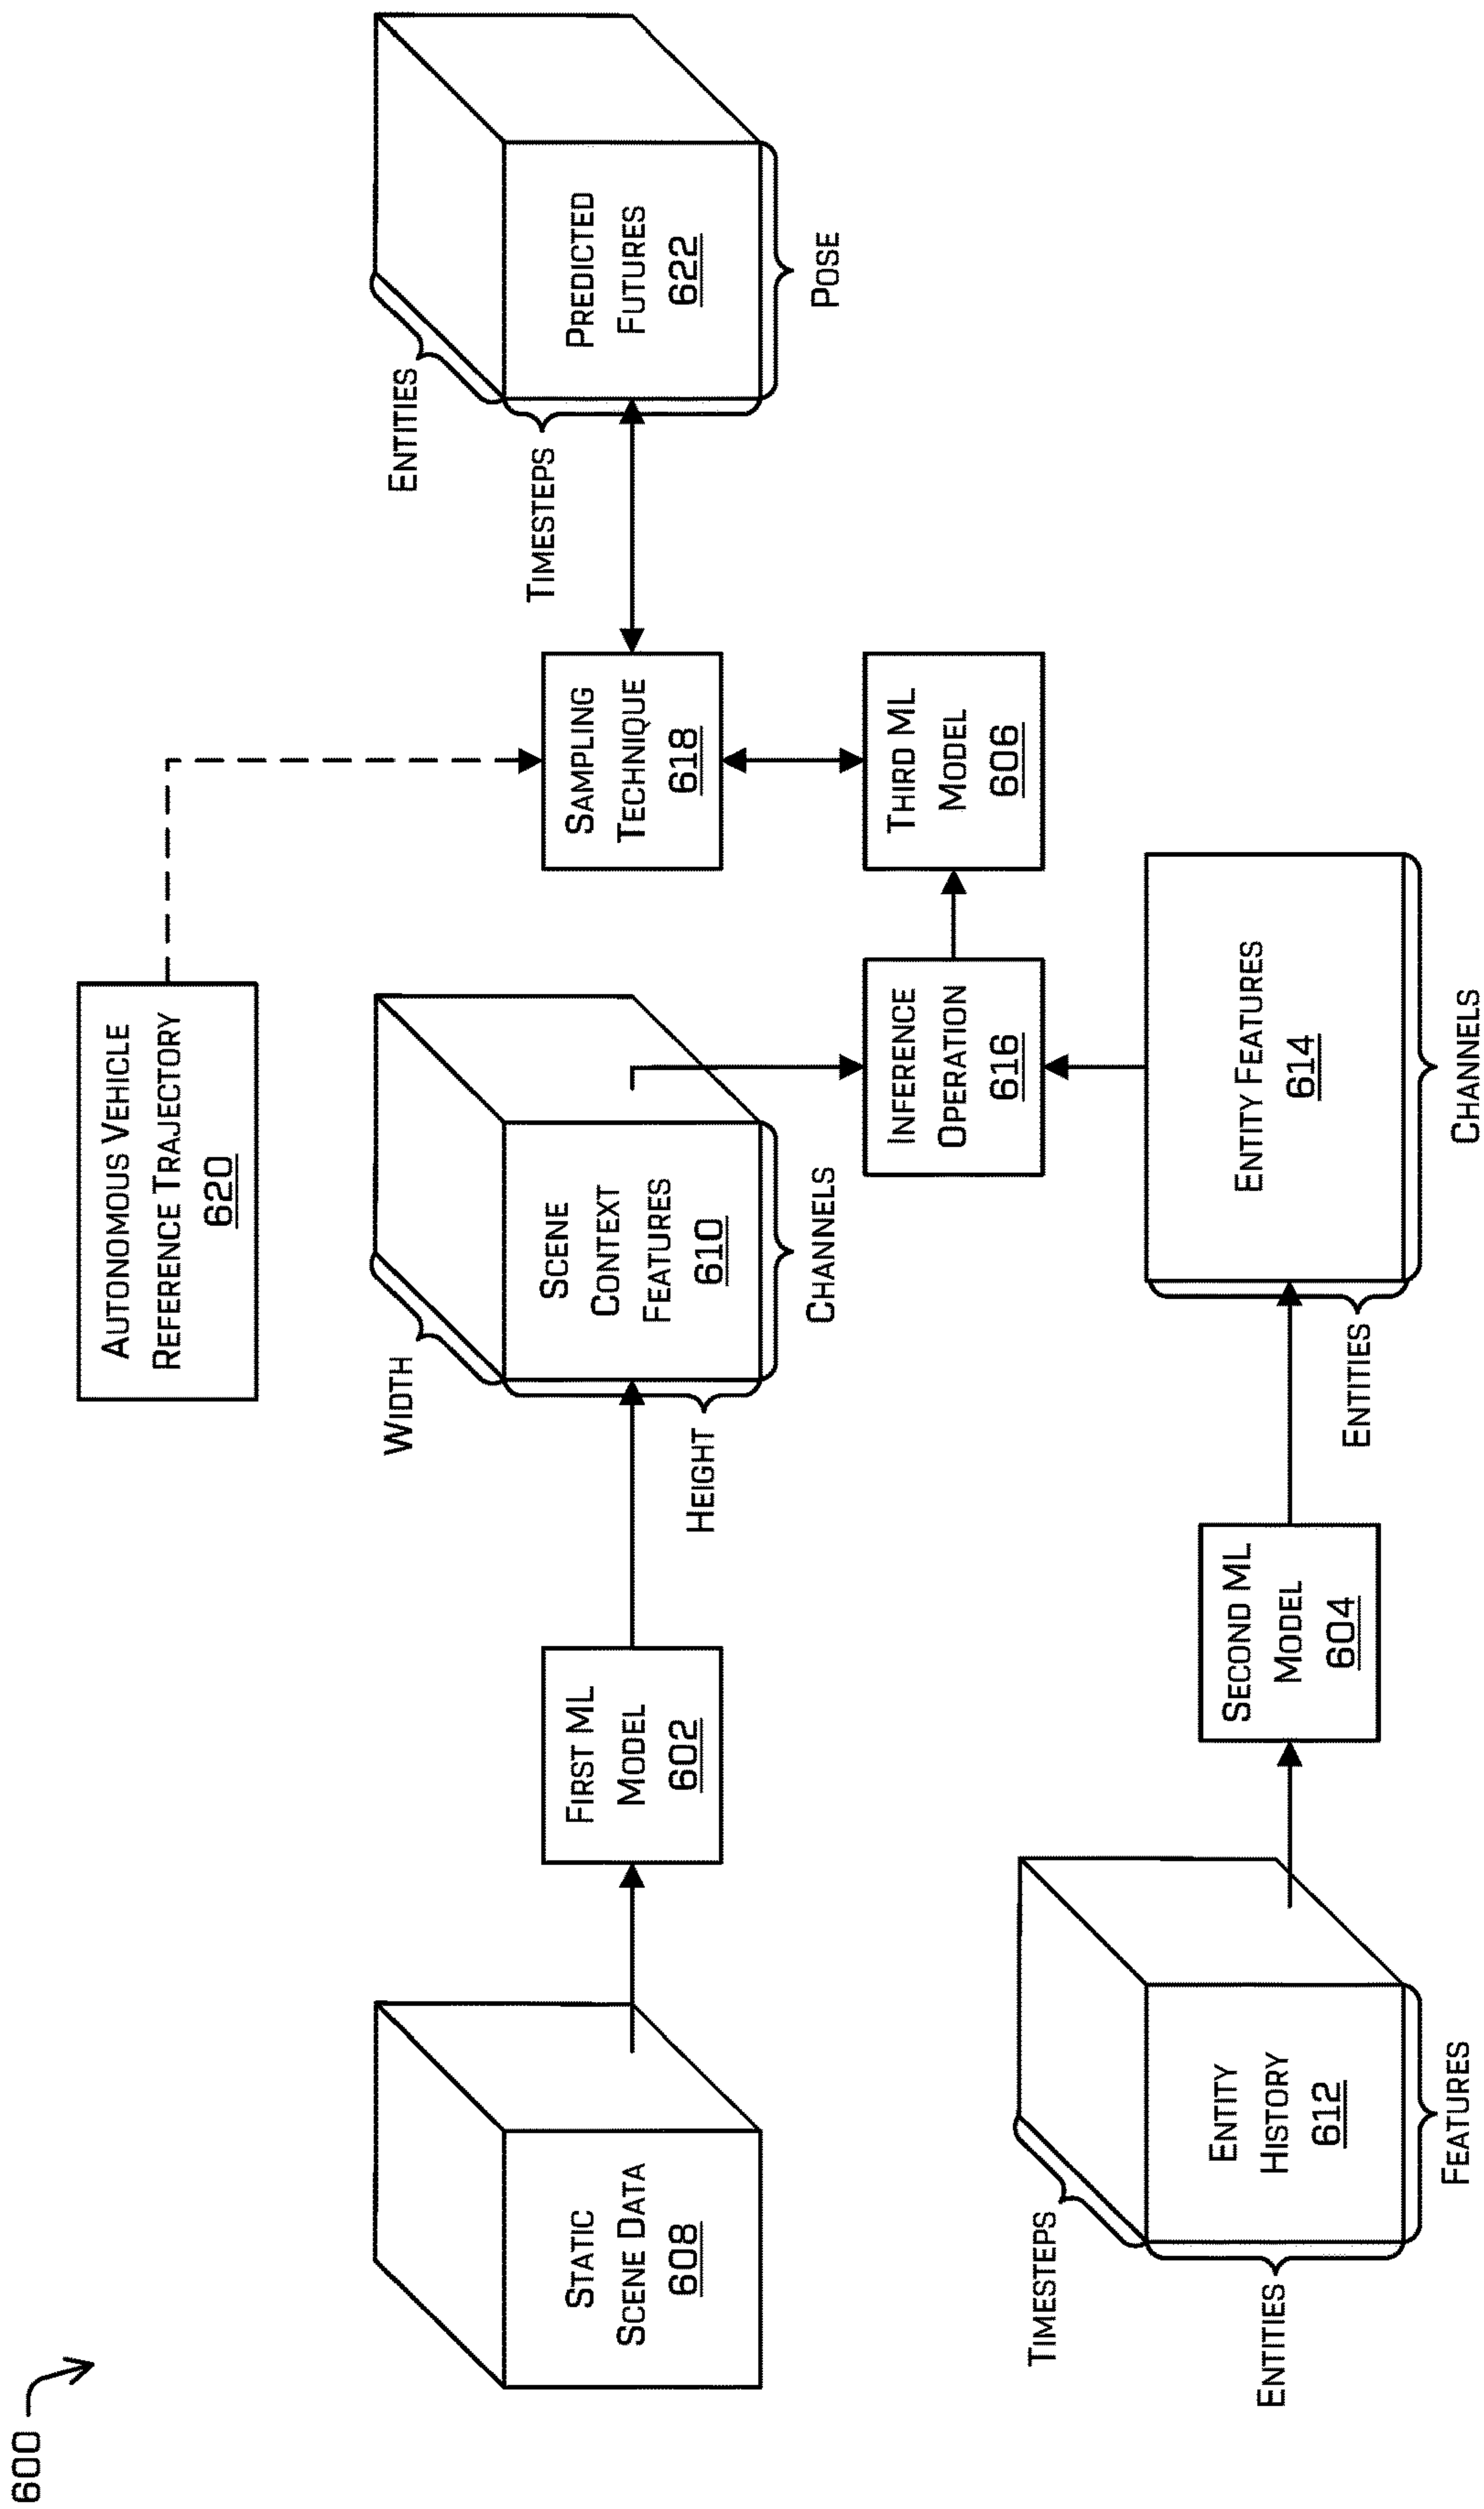 600
AUTONOMOUS VEHICLE
REFERENCE TRAJECTORY
620
STATIC
SCENE DATA
608
FIRST ML
MODEL
602
WIDTH
HEIGHT
SCENE
CONTEXT
FEATURES
610
CHANNELS
SAMPLING
TECHNIQUE
618
ENTITIES
TIMESTEPS
PREDICTED
FUTURES
622
POSE
INFERENCE
OPERATION
616
THIRD ML
MODEL
606
TIMESTEPS
ENTITIES
ENTITY
HISTORY
612
FEATURES
SECOND ML
MODEL
604
ENTITIES
ENTITY FEATURES
614
CHANNELS